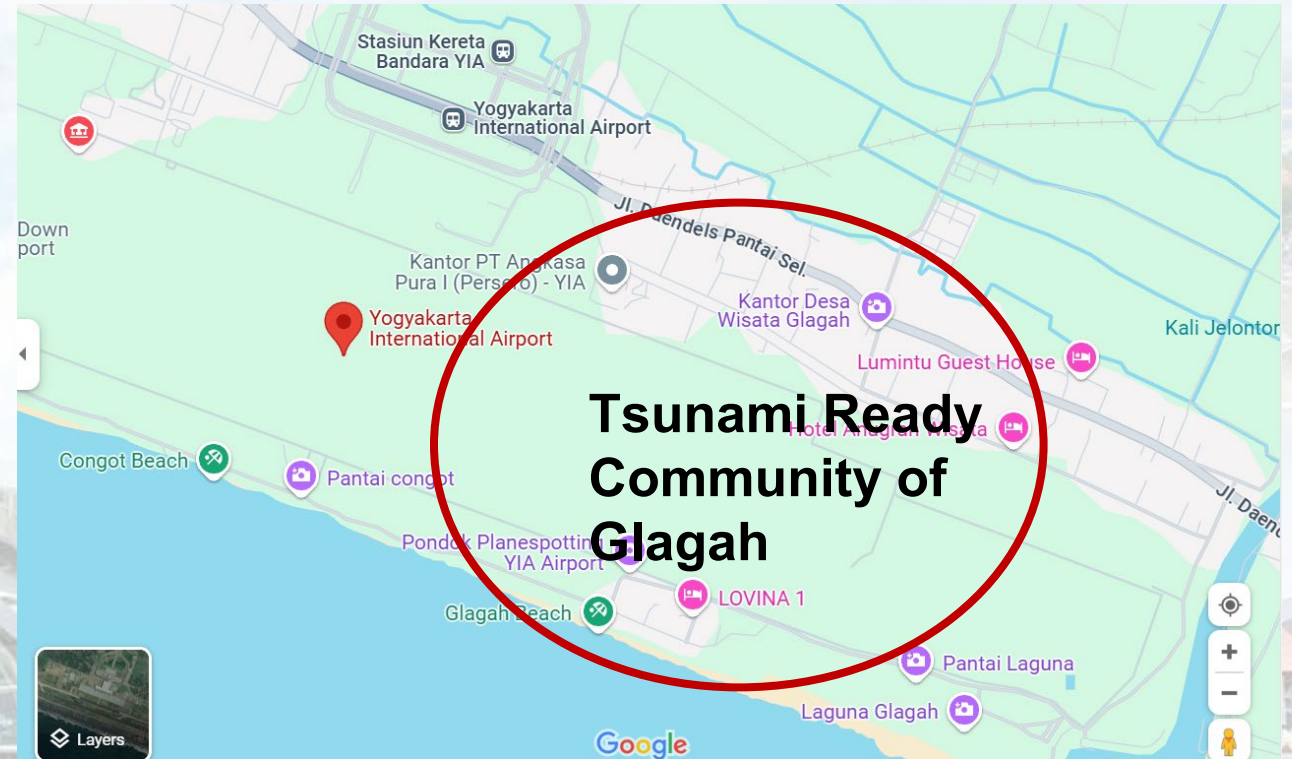 Stasiun Kereta
Bandara YIA
Yogyakarta
International Airport
Down
port
Jl. Daendels Pantai Sel.
Kantor PT Angkasa
Pura I (Persero) - YIA
Kantor Desa
Wisata Glagah
Yogyakarta
International Airport
Kali Jelontor
Lumintu Guest House
Tsunami Ready
Hotel Anugrah Wisata
Community of
Glagah
Congot Beach
Pantai congot
Jl. Daend
Pondok Planespotting
YIA Airport
LOVINA 1
Glagah Beach
Pantai Laguna
Laguna Glagah
Layers
Google